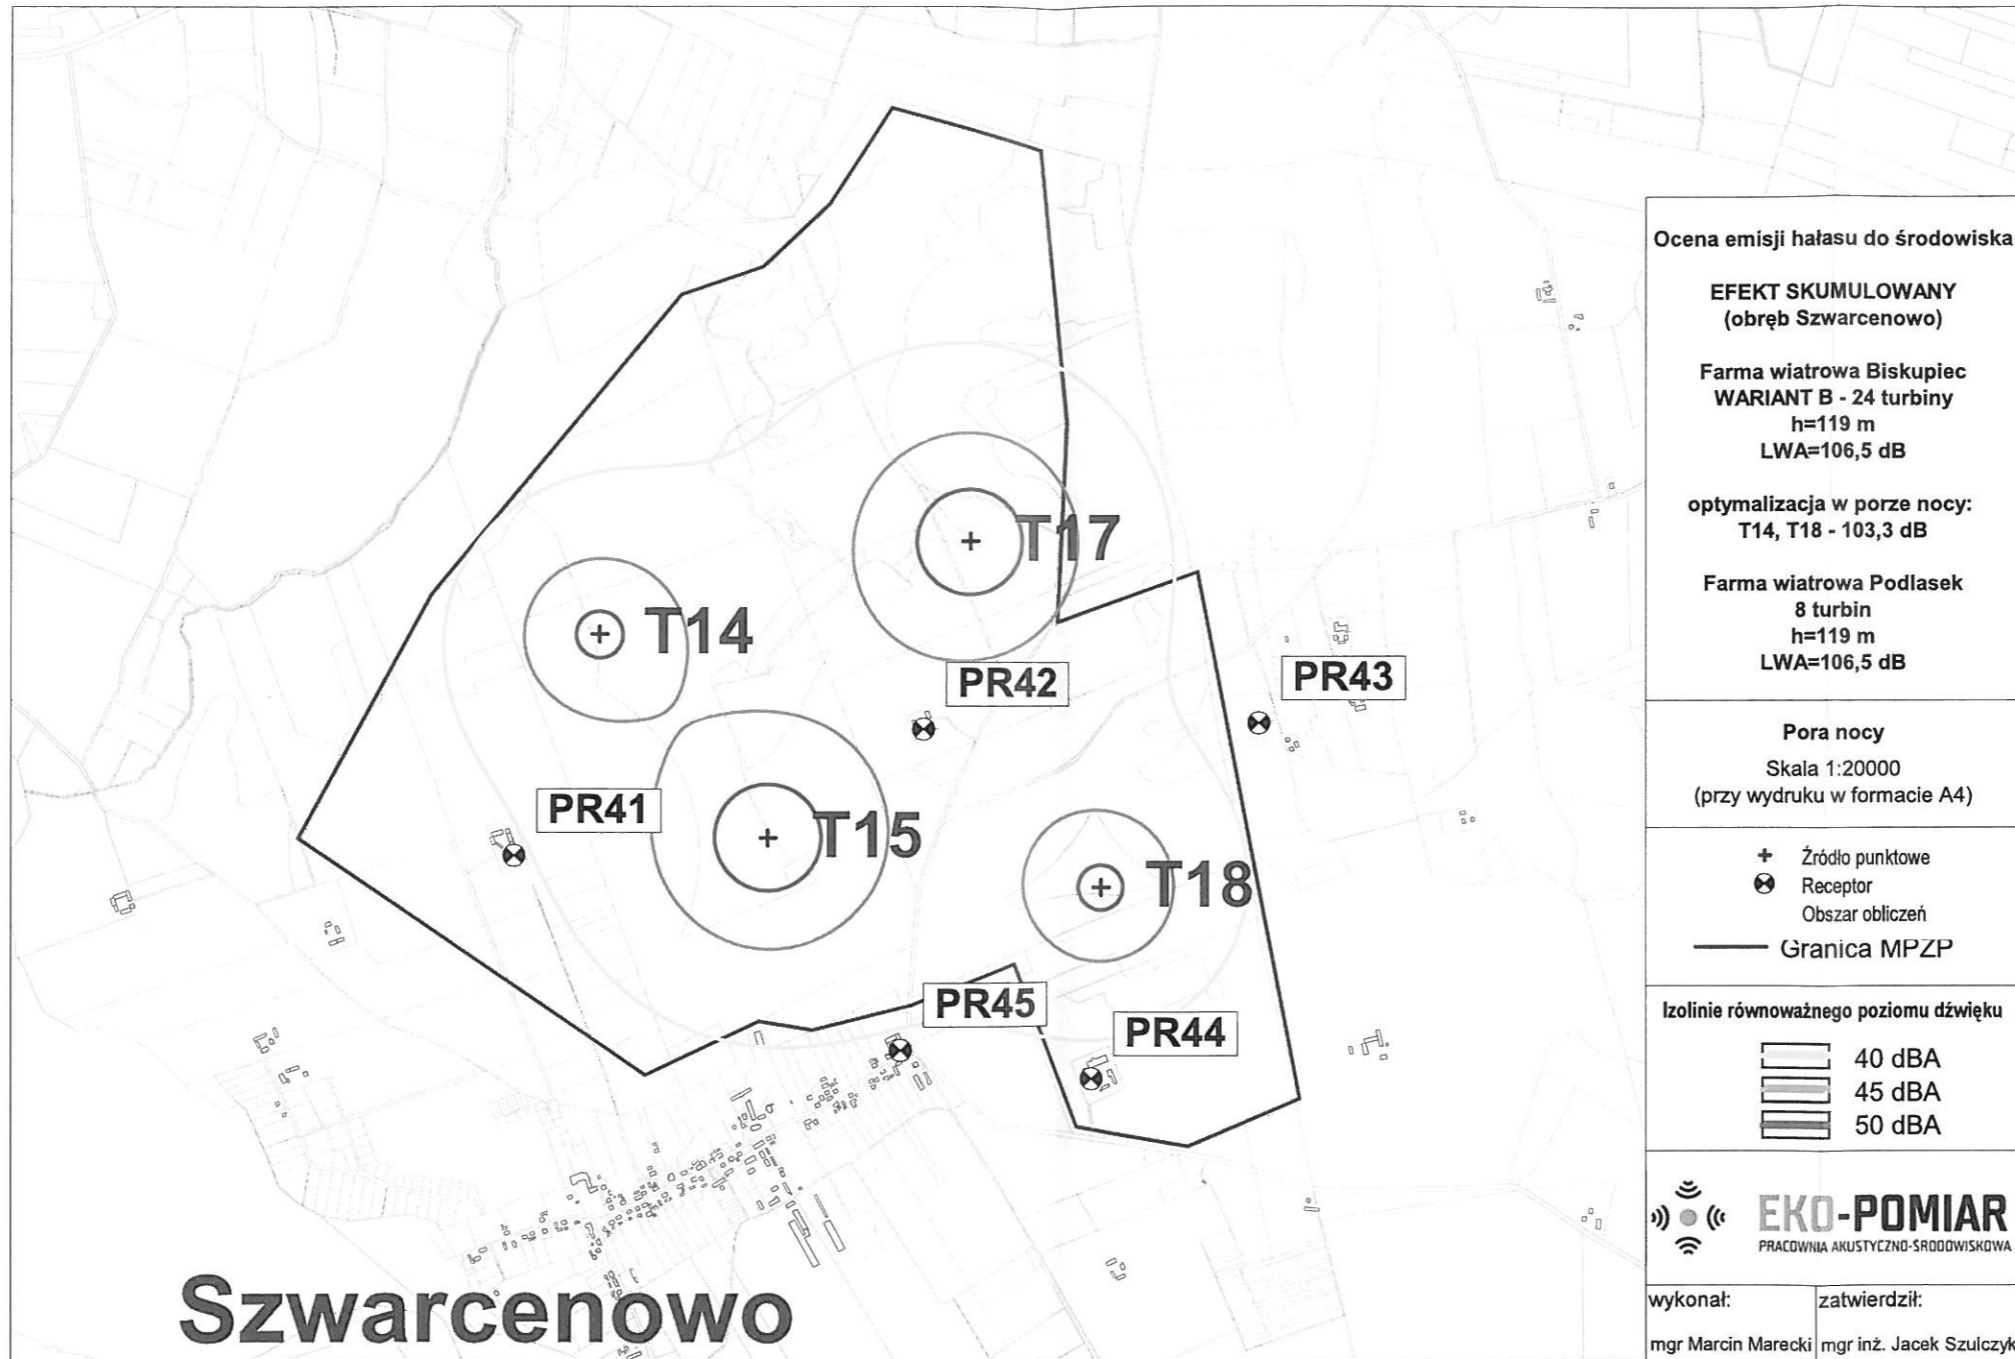 T17
T14
PR42
PR43
PR41
T15
T18
PR45
PR44
Szwarcenowo
Ocena emisji hałasu do środowiska
EFEKT SKUMULOWANY
(obręb Szwarcenowo)
Farma wiatrowa Biskupiec
WARIANT B - 24 turbiny
h=119 m
LWA=106,5 dB
optymalizacja w porze nocy:
T14, T18 - 103,3 dB
Farma wiatrowa Podlasek
8 turbin
h=119 m
LWA=106,5 dB
Pora nocy
Skala 1:20000
(przy wydruku w formacie A4)
Źródło punktowe
Receptor
Obszar obliczeń
Granica MPZP
Izolinie równoważnego poziomu dźwięku
40 dBA
45 dBA
50 dBA
EKO-POMIAR
PRACOWNIA AKUSTYCZNO-ŚRODOWISKOWA
wykonał:
zatwierdził:
mgr Marcin Marecki
mgr inż. Jacek Szulczyk